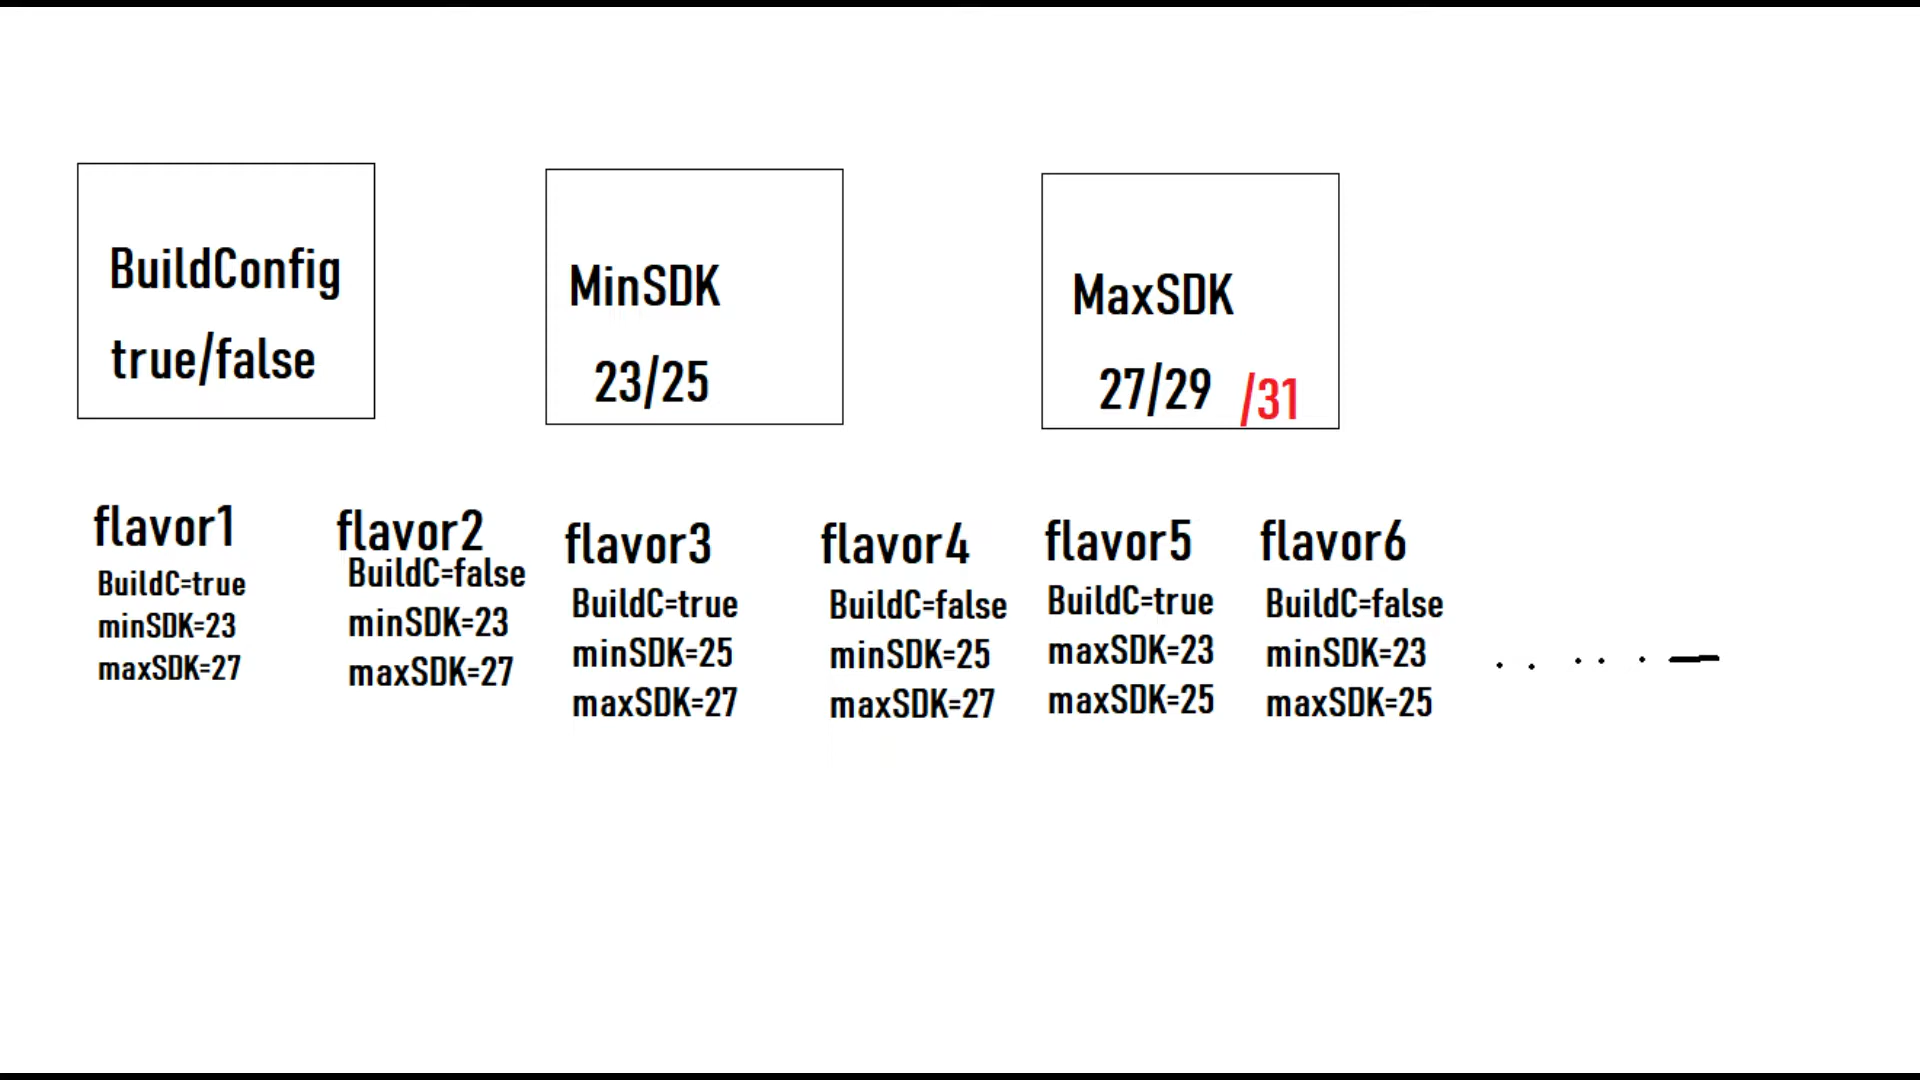 BuildConfig
true/false
MinSDK
23/25
MaxSDK
27/29 /31
flavor1
BuildC=true
minSDK=23
maxSDK=27
flavor2
BuildC=false
minSDK=23
maxSDK=27
flavor3
BuildC=true
minSDK=25
maxSDK=27
flavor4
BuildC=false
minSDK=25
maxSDK=27
flavor5
BuildC=true
maxSDK=23
maxSDK=25
flavor6
BuildC=false
minSDK=23
maxSDK=25